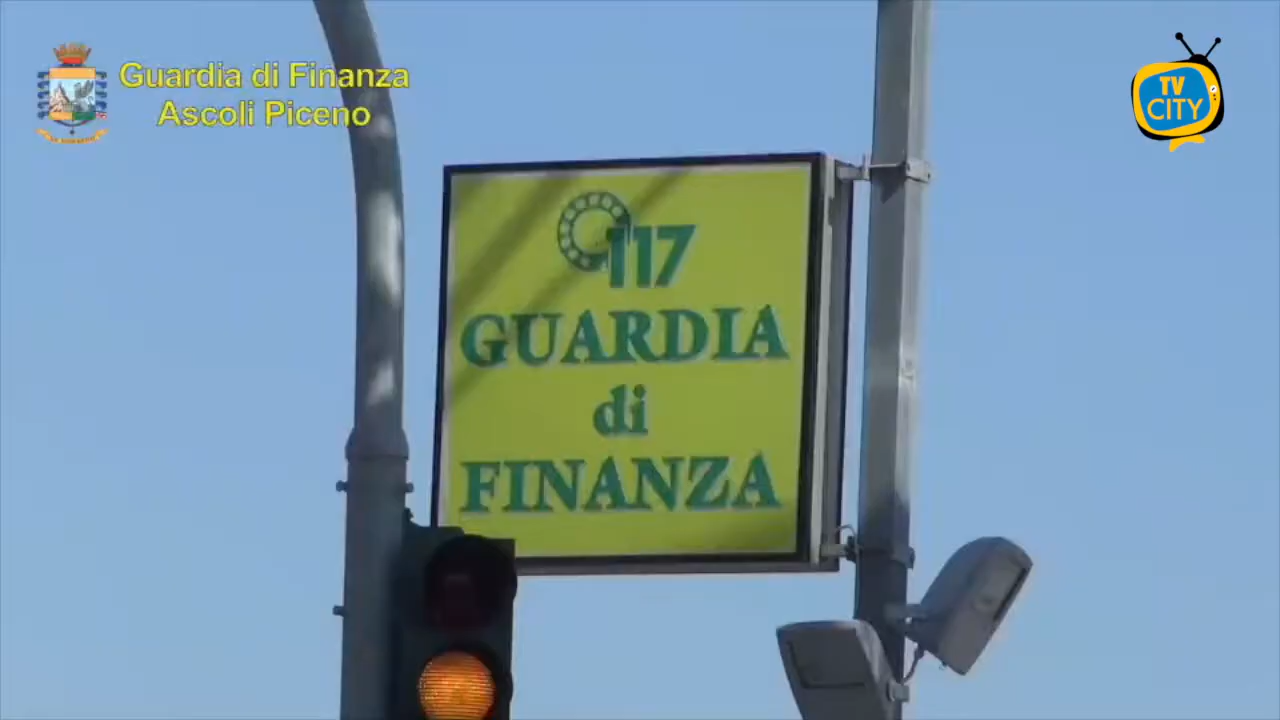 Guardia di Finanza
Ascoli Piceno
TV
CITY
117
GUARDIA
di
FINANZA